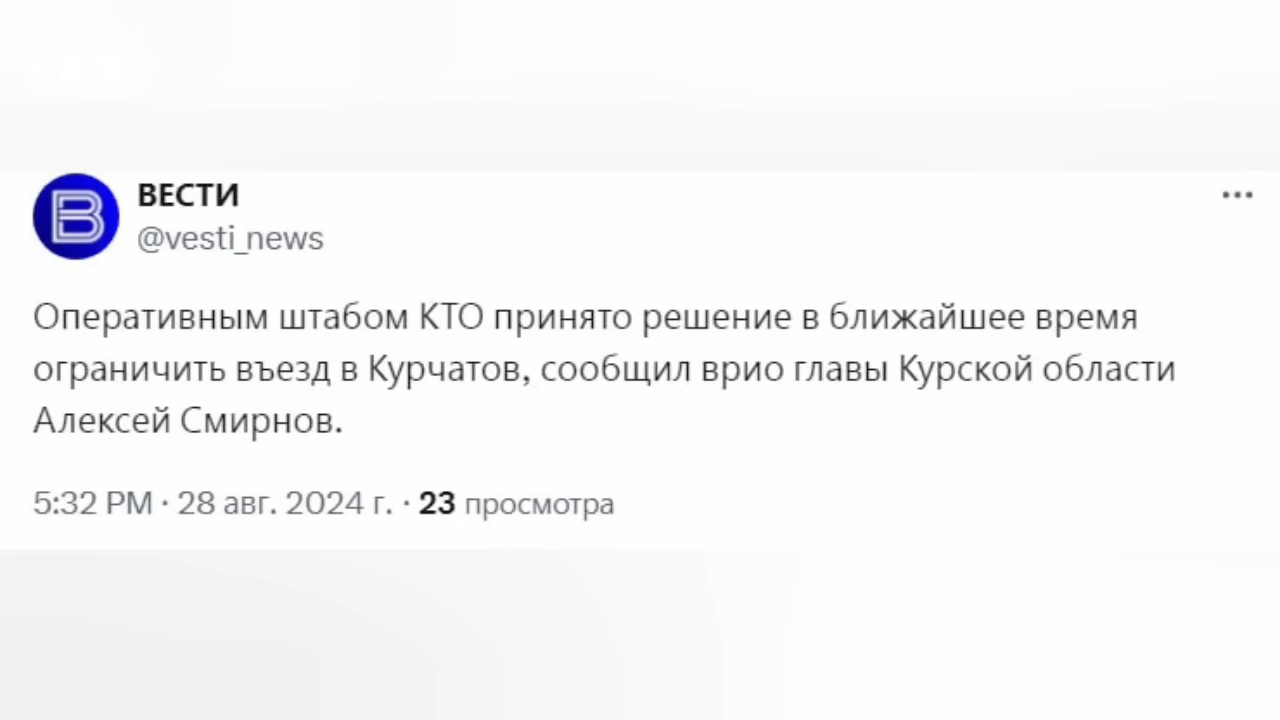 ВЕСТИ
@vesti_news
Оперативным штабом КТО принято решение в ближайшее время
ограничить въезд в Курчатов, сообщил врио главы Курской области
Алексей Смирнов.
5:32 PM · 28 авг. 2024 г. · 23 просмотра